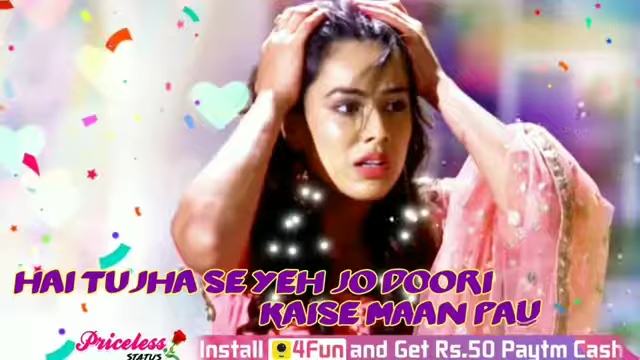 HAI TUJHA SE YEH JO DOORI
KAISE MAAN PAU
Priceless
STATUS
Install 4Fun and Get Rs.50 Paytm Cash